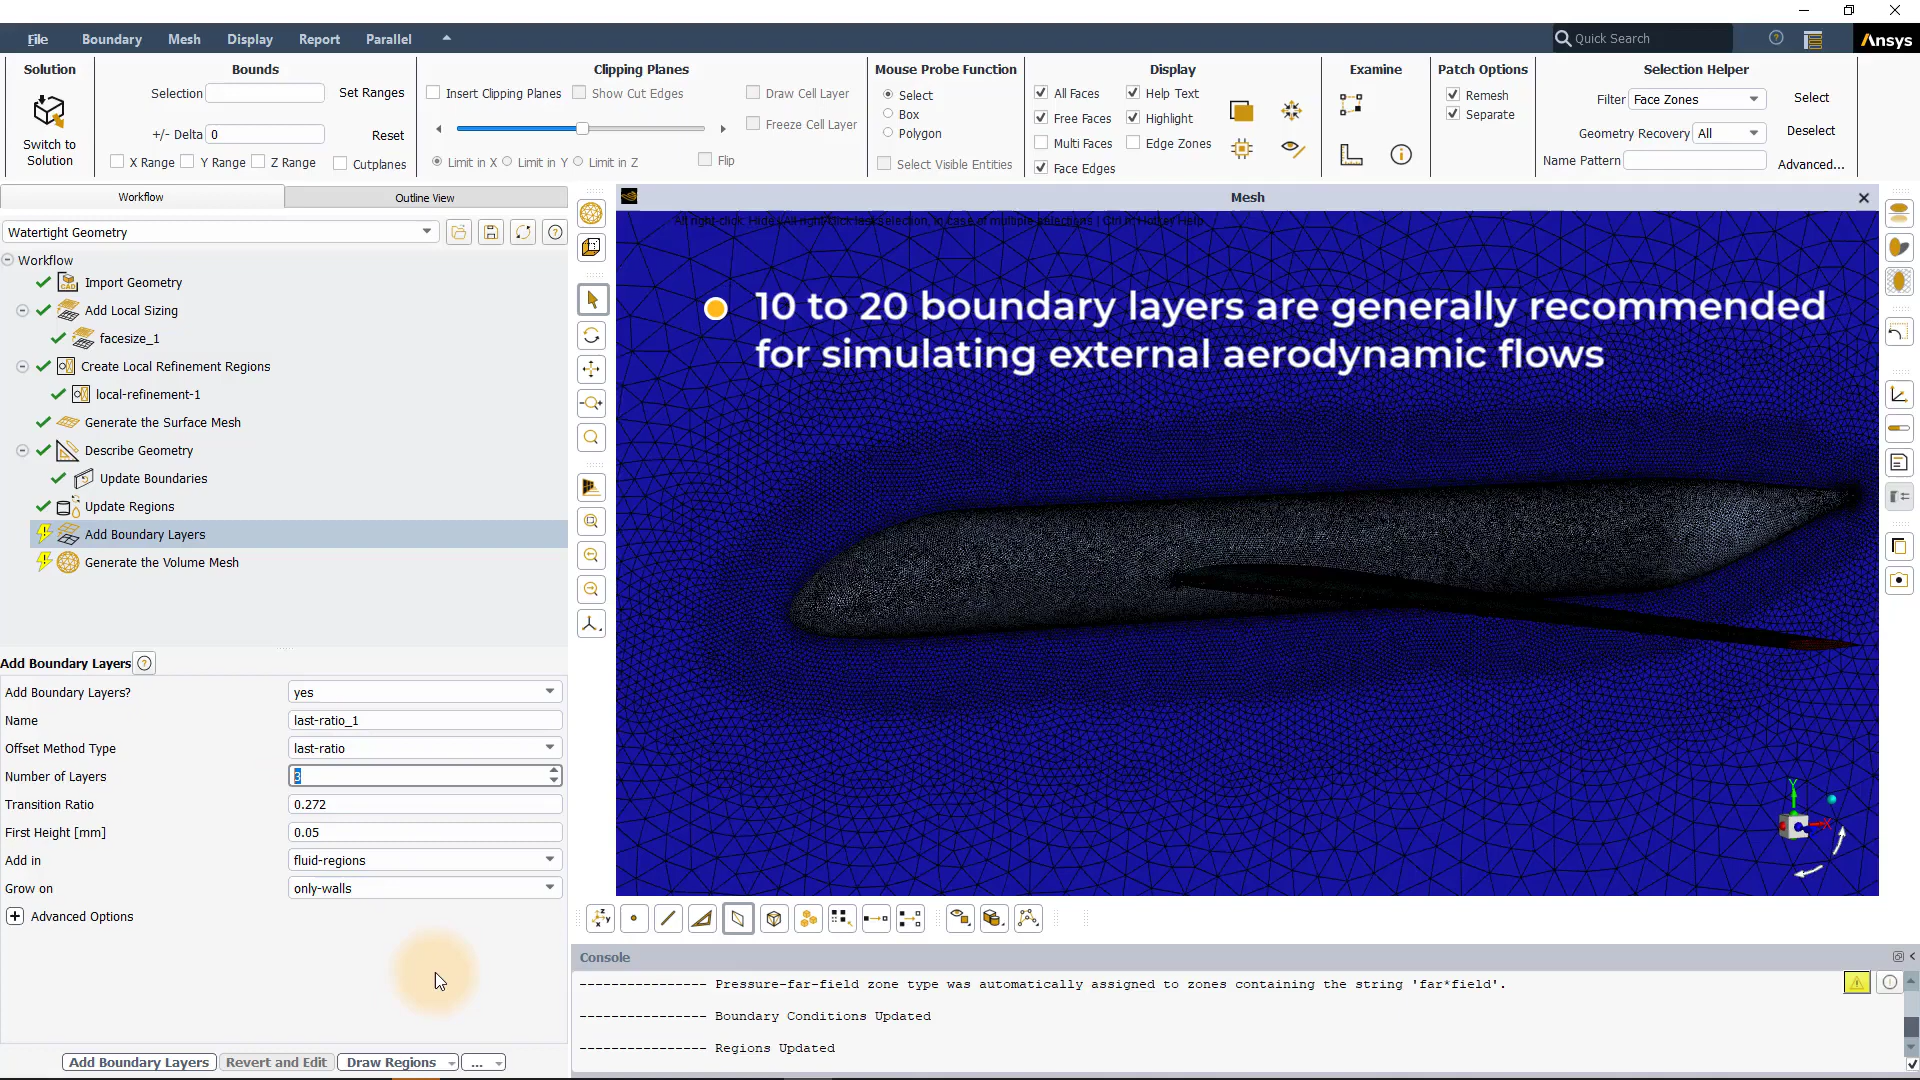 File Boundary Mesh Display Report Parallel Quick Search Ansys
Solution Bounds Clipping Planes Mouse Probe Function Display Examine Patch Options Selection Helper
Switch to
Solution
Selection Set Ranges
+/- Delta 0 Reset
X Range Y Range Z Range Cutplanes
Insert Clipping Planes Show Cut Edges Draw Cell Layer
Freeze Cell Layer
Limit in X Limit in Y Limit in Z Flip
Select
Box
Polygon
Select Visible Entities
All Faces Help Text
Free Faces Highlight
Multi Faces Edge Zones
Face Edges
Remesh
Separate
Filter Face Zones Select
Geometry Recovery All Deselect
Name Pattern Advanced...
Workflow Outline View
Mesh
Watertight Geometry
Workflow
Import Geometry
Add Local Sizing
facesize_1
Create Local Refinement Regions
local-refinement-1
Generate the Surface Mesh
Describe Geometry
Update Boundaries
Update Regions
Add Boundary Layers
Generate the Volume Mesh
10 to 20 boundary layers are generally recommended
for simulating external aerodynamic flows
Y
X
Add Boundary Layers
Add Boundary Layers? yes
Name last-ratio_1
Offset Method Type last-ratio
Number of Layers 3
Transition Ratio 0.272
First Height [mm] 0.05
Add in fluid-regions
Grow on only-walls
Advanced Options
Add Boundary Layers Revert and Edit Draw Regions ...
Console
---------------- Pressure-far-field zone type was automatically assigned to zones containing the string 'far*field'.
---------------- Boundary Conditions Updated
---------------- Regions Updated